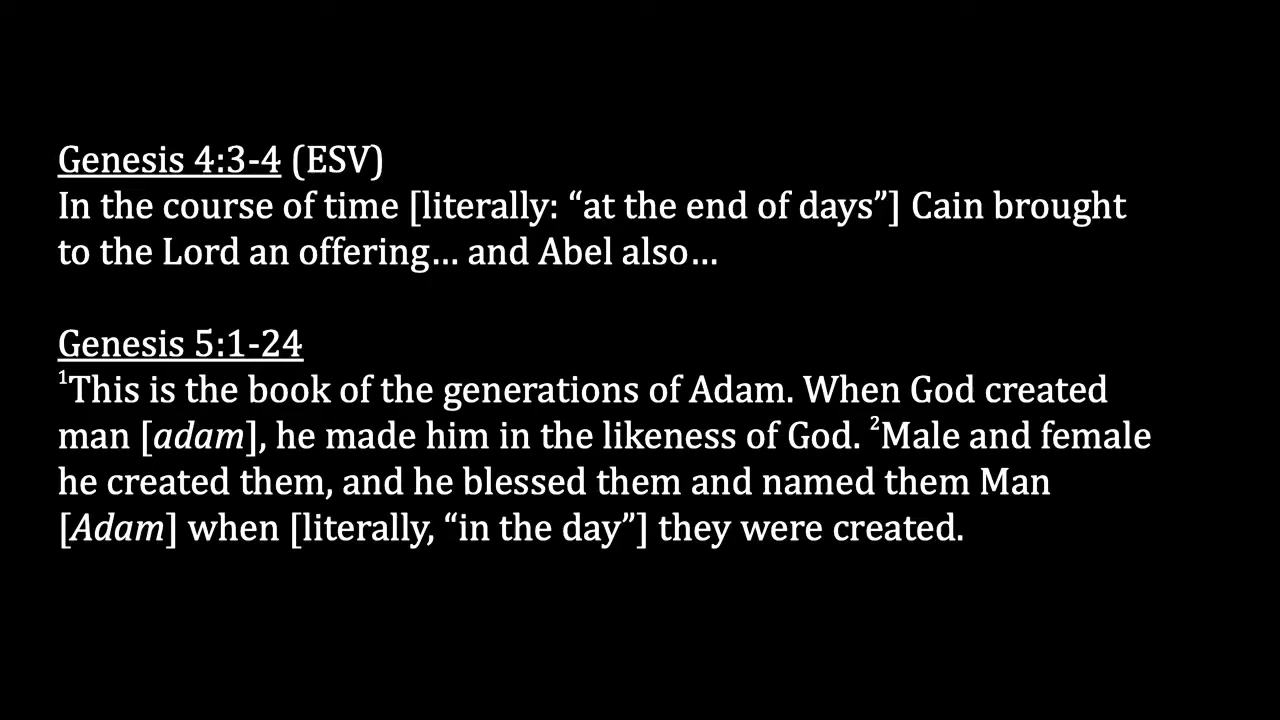 Genesis 4:3-4 (ESV)
In the course of time [literally: “at the end of days”] Cain brought
to the Lord an offering… and Abel also…
Genesis 5:1-24
¹This is the book of the generations of Adam. When God created
man [adam], he made him in the likeness of God. ²Male and female
he created them, and he blessed them and named them Man
[Adam] when [literally, “in the day”] they were created.